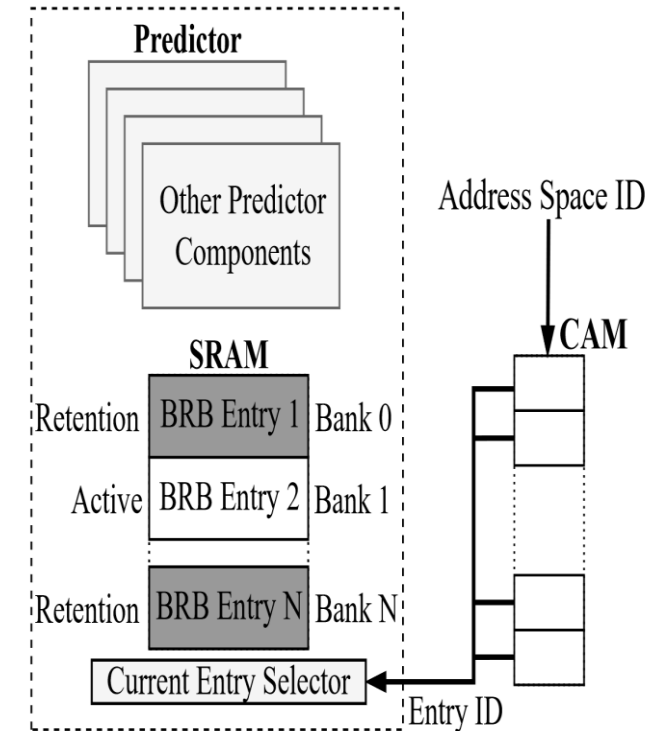 Predictor
Other Predictor
Components
Address Space ID
CAM
SRAM
Retention BRB Entry 1 Bank 0
Active BRB Entry 2 Bank 1
Retention BRB Entry N Bank N
Current Entry Selector
Entry ID